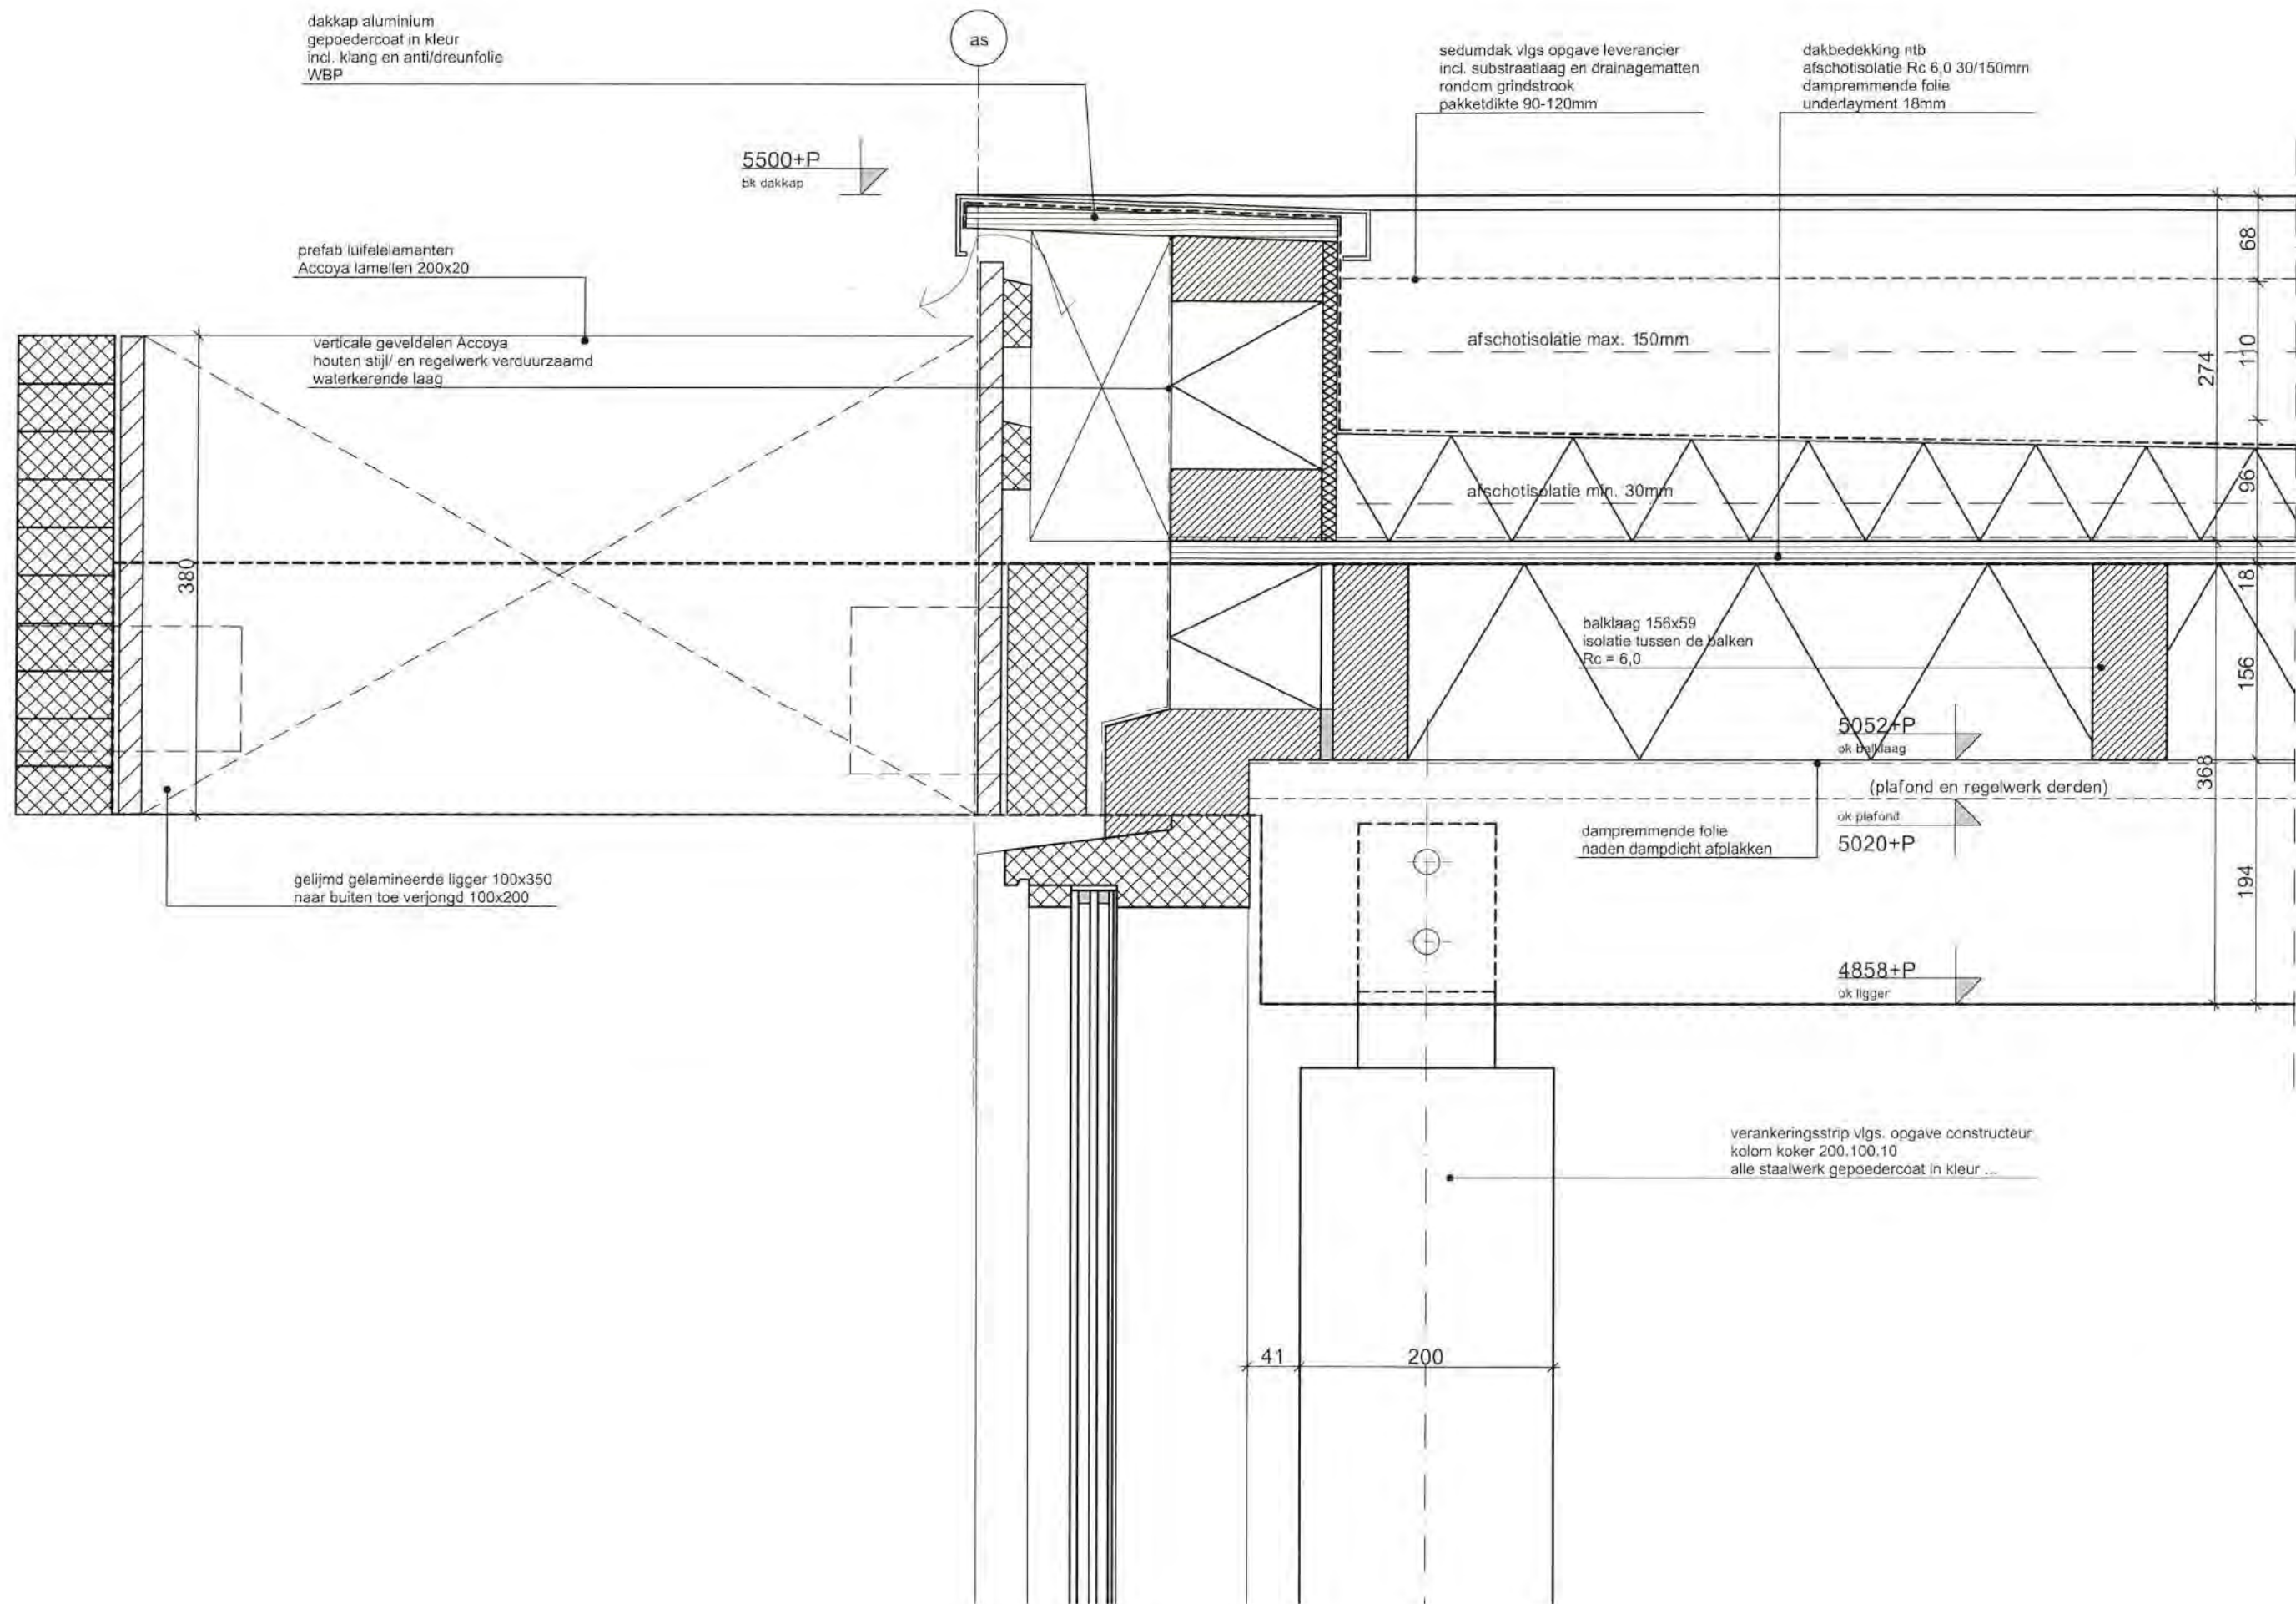 dakkap aluminium
gepoedercoat in kleur
incl. klang en anti/dreunfolie
WBP
as
sedumdak vlgs opgave leverancier
incl. substraatlaag en drainagematten
rondom grindstrook
pakketdikte 90-120mm
dakbedekking ntb
afschotisolatie Rc 6,0 30/150mm
dampremmende folie
underlayment 18mm
5500+P
bk dakkap
prefab luifelelementen
Accoya lamellen 200x20
verticale geveldelen Accoya
houten stijl/ en regelwerk verduurzaamd
waterkerende laag
afschotisolatie max. 150mm
afschotisolatie min. 30mm
68
110
274
96
18
380
balklaag 156x59
isolatie tussen de balken
Rc = 6,0
156
5052+P
ok balklaag
368
(plafond en regelwerk derden)
ok plafond
5020+P
dampremmende folie
naden dampdicht afplakken
194
gelijmd gelamineerde ligger 100x350
naar buiten toe verjongd 100x200
4858+P
ok ligger
verankeringsstrip vlgs. opgave constructeur
kolom koker 200.100.10
alle staalwerk gepoedercoat in kleur ...
41
200